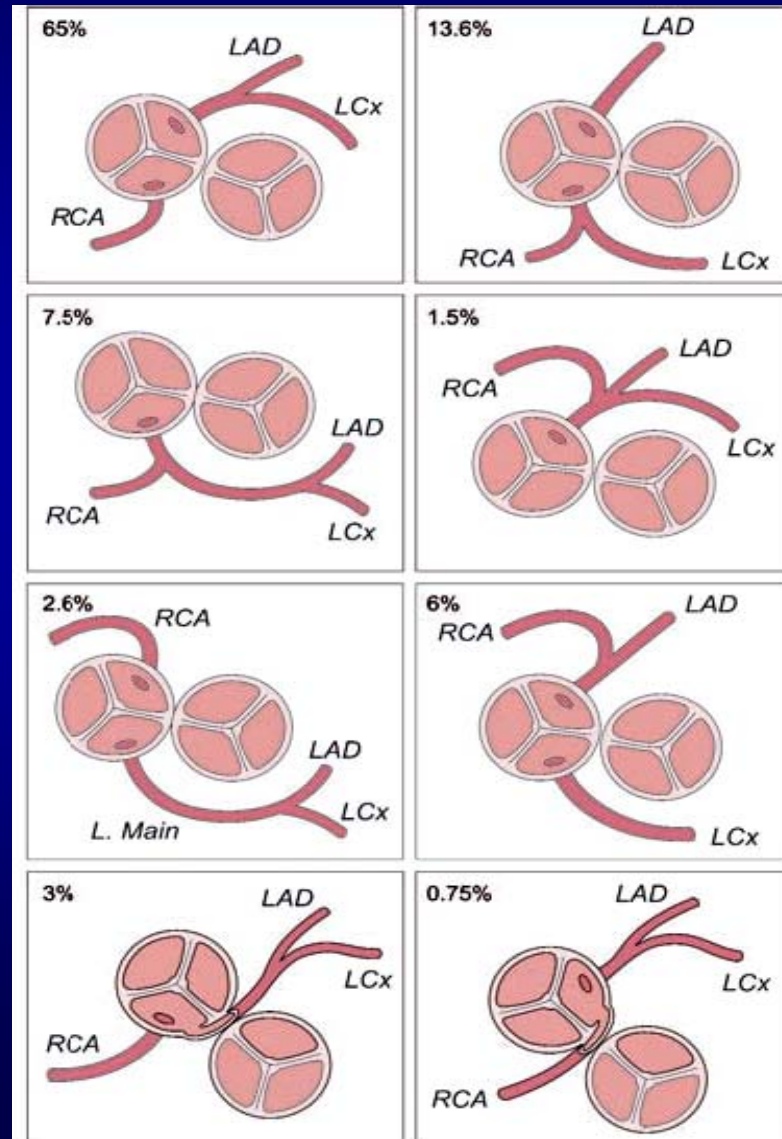 65%
LAD
LCx
RCA
13.6%
LAD
RCA
LCx
7.5%
LAD
RCA
LCx
1.5%
LAD
RCA
LCx
2.6%
RCA
LAD
LCx
L. Main
6%
LAD
RCA
LCx
3%
LAD
LCx
RCA
0.75%
LAD
LCx
RCA